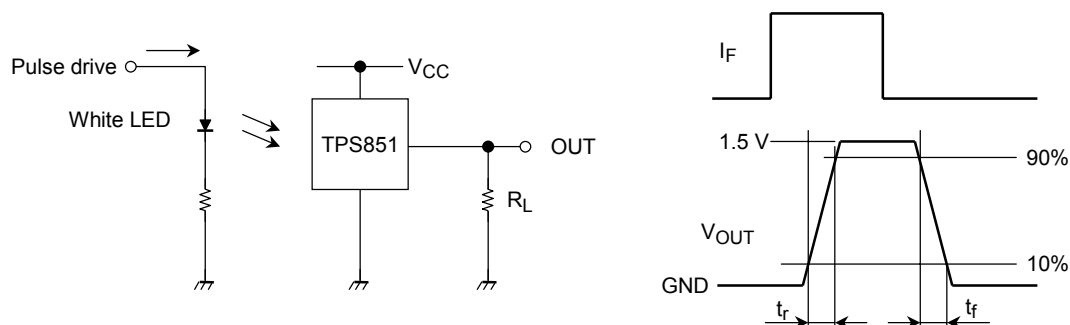 Pulse drive
White LED
VCC
TPS851
OUT
RL
IF
1.5 V
90%
VOUT
10%
GND
tr
tf